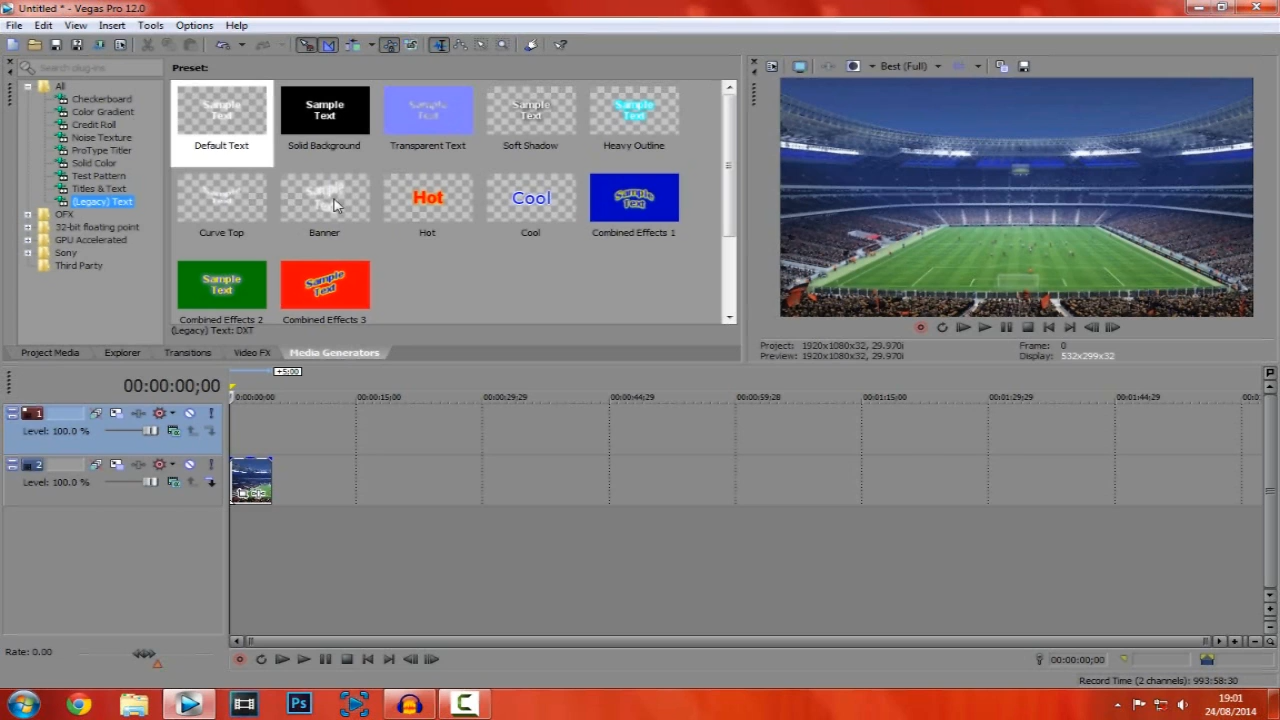 Untitled * - Vegas Pro 12.0
File Edit View Insert Tools Options Help
Search plug-ins
Preset:
Best (Full)
All
Checkerboard
Color Gradient
Credit Roll
Noise Texture
ProType Titler
Solid Color
Test Pattern
Titles & Text
(Legacy) Text
OFX
32-bit floating point
GPU Accelerated
Sony
Third Party
Sample Text
Sample Text
Sample Text
Sample Text
Sample Text
Default Text
Solid Background
Transparent Text
Soft Shadow
Heavy Outline
Sample Text
Sample Text
Hot
Cool
Sample Text
Curve Top
Banner
Hot
Cool
Combined Effects 1
Sample Text
Sample Text
Combined Effects 2
Combined Effects 3
(Legacy) Text: DXT
Project Media
Explorer
Transitions
Video FX
Media Generators
Project: 1920x1080x32, 29.970i
Frame: 0
Preview: 1920x1080x32, 29.970i
Display: 532x299x32
+5:00
00:00:00;00
0:00:00;00
00:00:15;00
00:00:29;29
00:00:44;29
00:00:59;28
00:01:15;00
00:01:29;29
00:01:44;29
1
Level: 100.0 %
2
Level: 100.0 %
Rate: 0.00
00:00:00;00
Record Time (2 channels): 993:58:30
Ps
C
19:01
24/08/2014